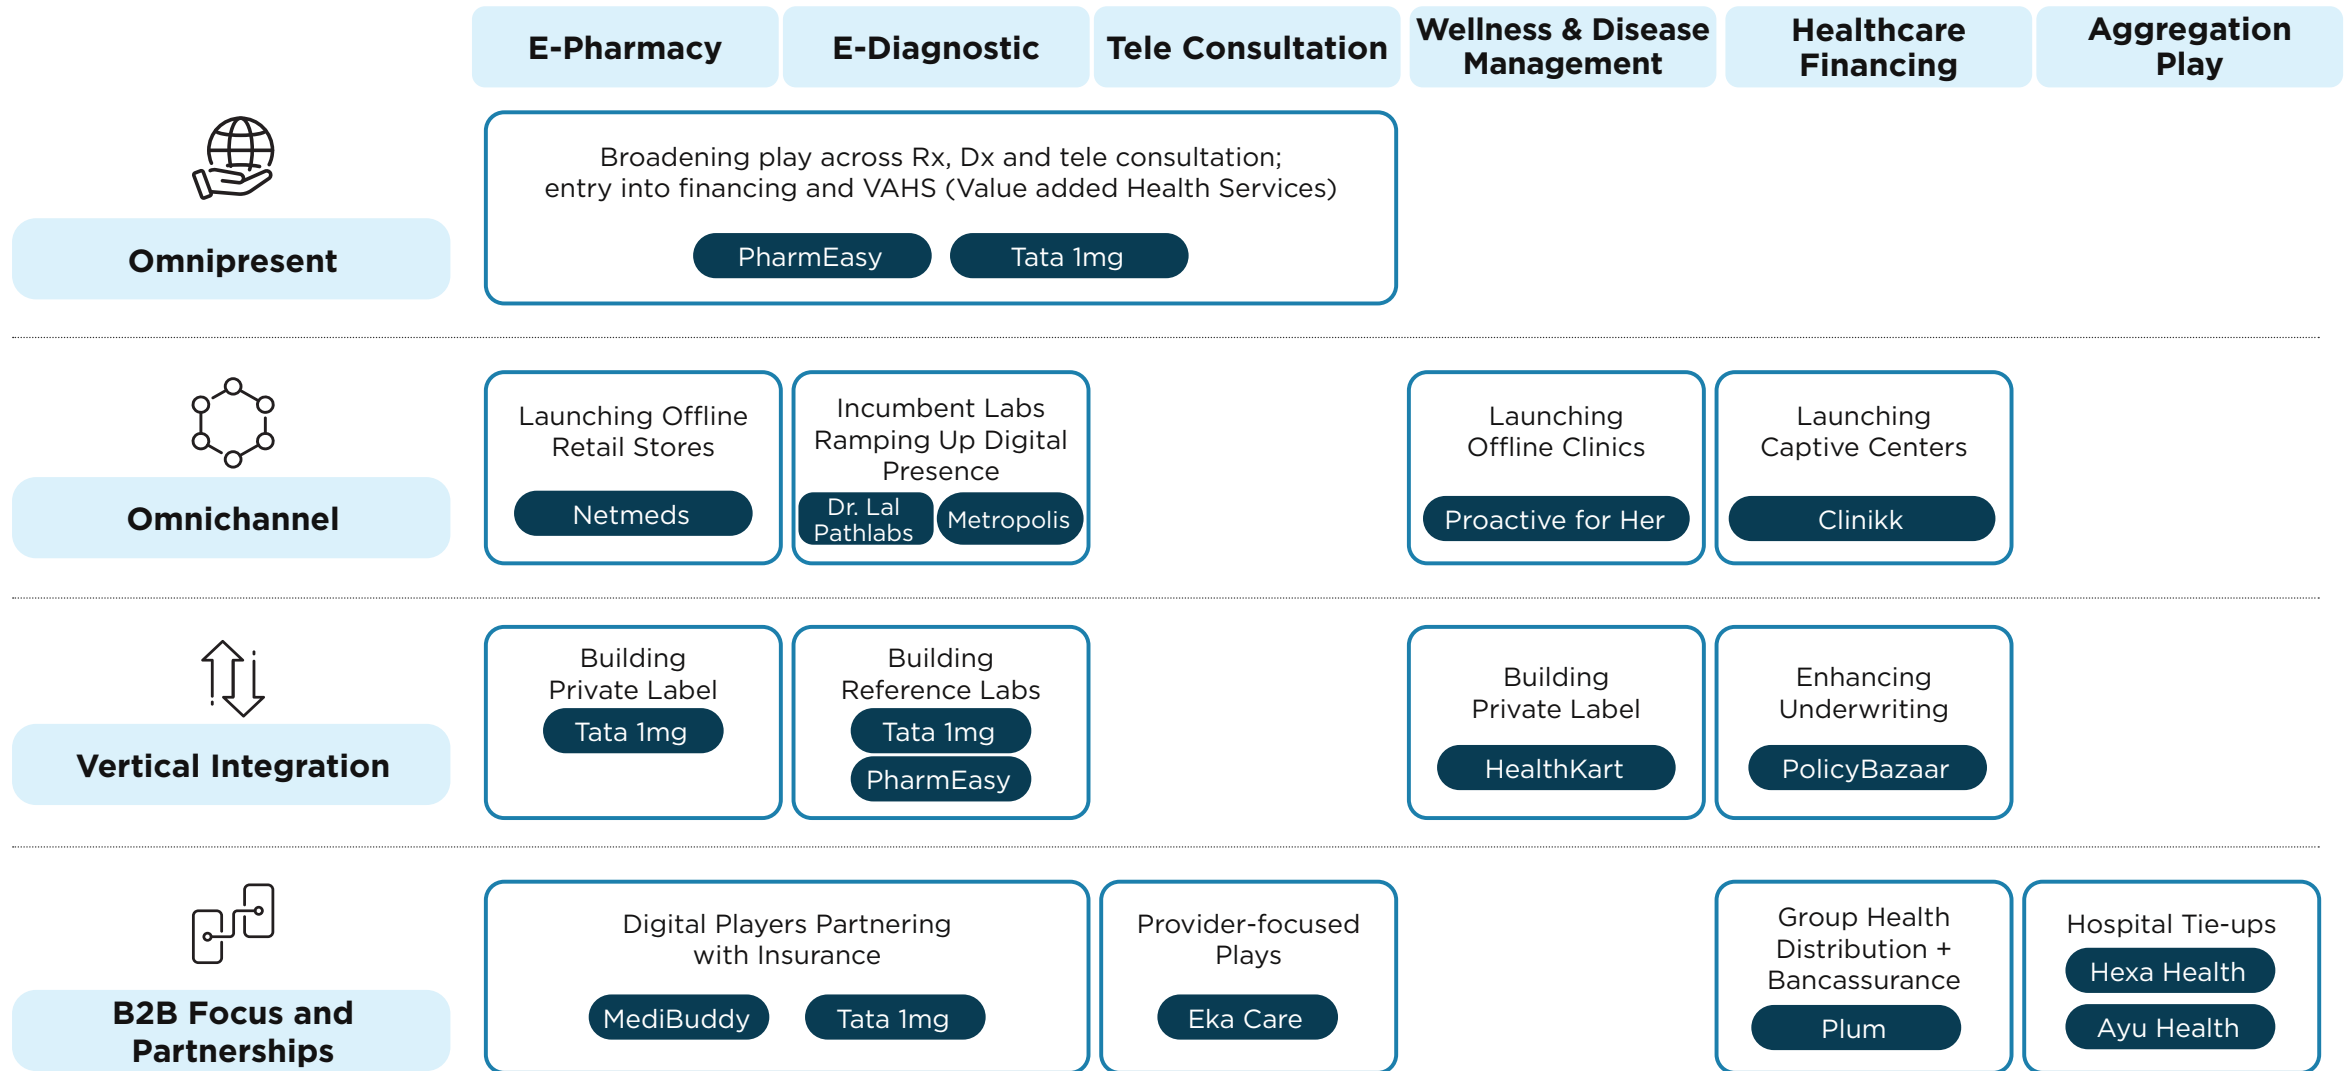 E-Pharmacy
E-Diagnostic
Tele Consultation
Wellness & Disease
Management
Healthcare
Financing
Aggregation
Play
Omnipresent
Broadening play across Rx, Dx and tele consultation;
entry into financing and VAHS (Value added Health Services)
PharmEasy
Tata 1mg
Omnichannel
Launching Offline
Retail Stores
Netmeds
Incumbent Labs
Ramping Up Digital
Presence
Dr. Lal
Pathlabs
Metropolis
Launching
Offline Clinics
Proactive for Her
Launching
Captive Centers
Clinikk
Vertical Integration
Building
Private Label
Tata 1mg
Building
Reference Labs
Tata 1mg
PharmEasy
Building
Private Label
HealthKart
Enhancing
Underwriting
PolicyBazaar
B2B Focus and
Partnerships
Digital Players Partnering
with Insurance
MediBuddy
Tata 1mg
Provider-focused
Plays
Eka Care
Group Health
Distribution +
Bancassurance
Plum
Hospital Tie-ups
Hexa Health
Ayu Health